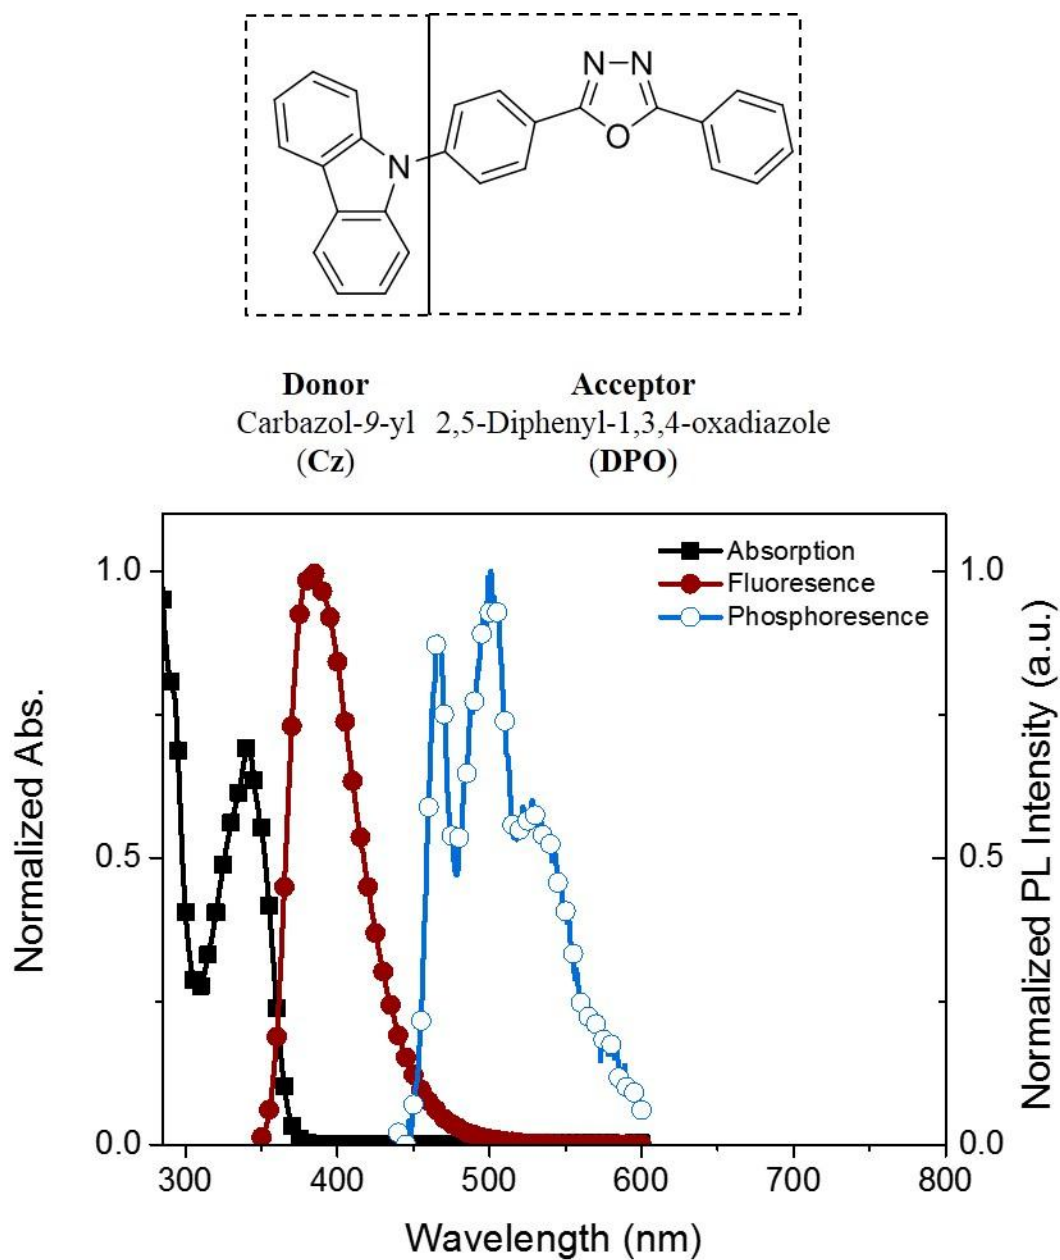 N–N
O
N
Donor Acceptor
Carbazol-9-yl 2,5-Diphenyl-1,3,4-oxadiazole
(Cz) (DPO)
Absorption
Fluoresence
Phosphoresence
1.0
0.5
0.0
Normalized Abs.
1.0
0.5
0.0
Normalized PL Intensity (a.u.)
300 400 500 600 700 800
Wavelength (nm)